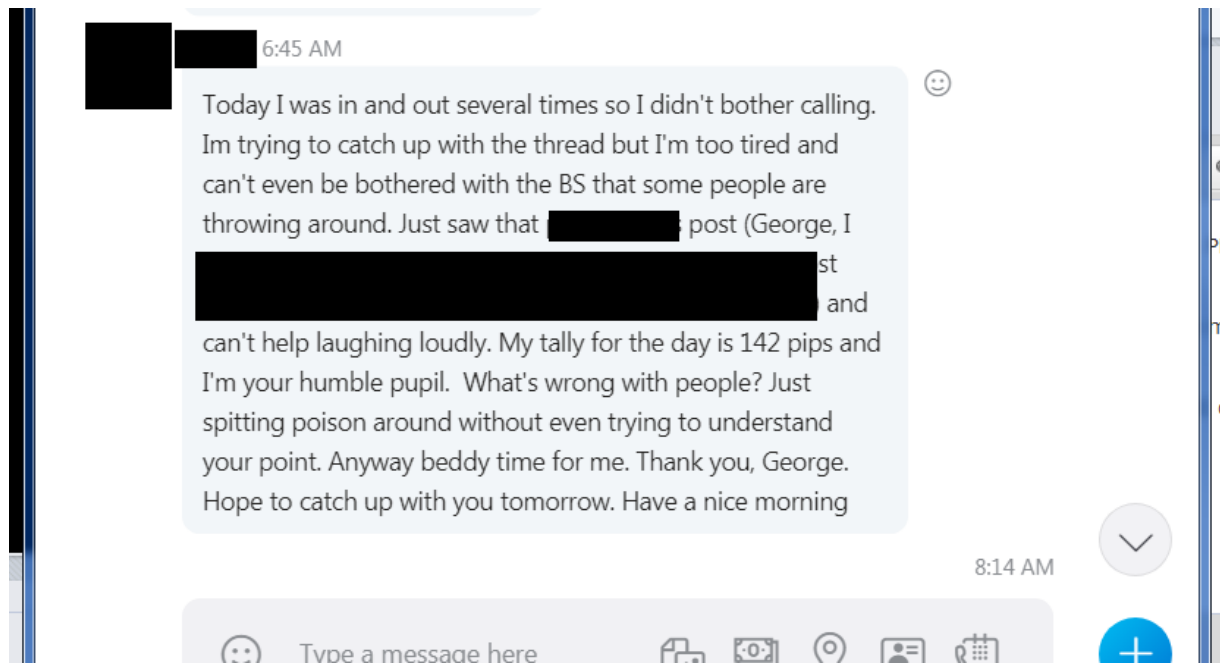 6:45 AM
Today I was in and out several times so I didn't bother calling.
Im trying to catch up with the thread but I'm too tired and
can't even be bothered with the BS that some people are
throwing around. Just saw that post (George, I
st
) and
can't help laughing loudly. My tally for the day is 142 pips and
I'm your humble pupil.  What's wrong with people? Just
spitting poison around without even trying to understand
your point. Anyway beddy time for me. Thank you, George.
Hope to catch up with you tomorrow. Have a nice morning
8:14 AM
Type a message here